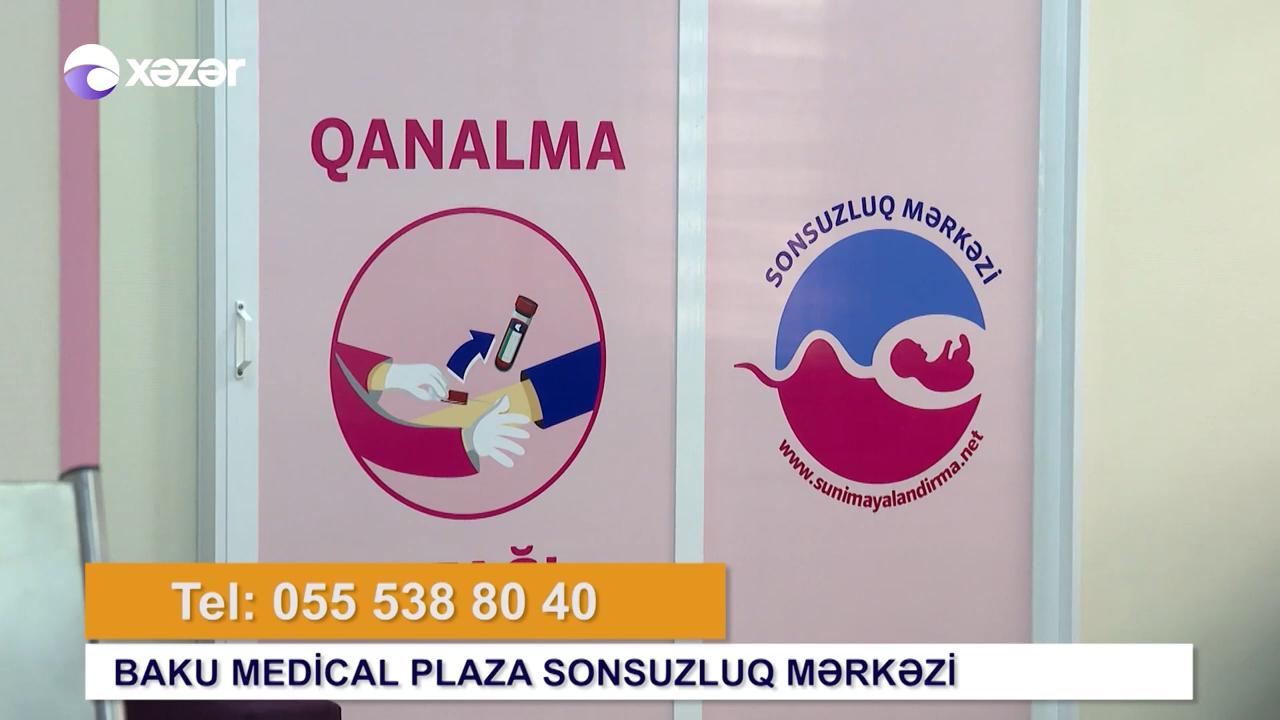 xəzər
QANALMA
SONSUZLUQ MƏRKƏZİ
www.sunimayalandirma.net
Tel: 055 538 80 40
BAKU MEDİCAL PLAZA SONSUZLUQ MƏRKƏZİ